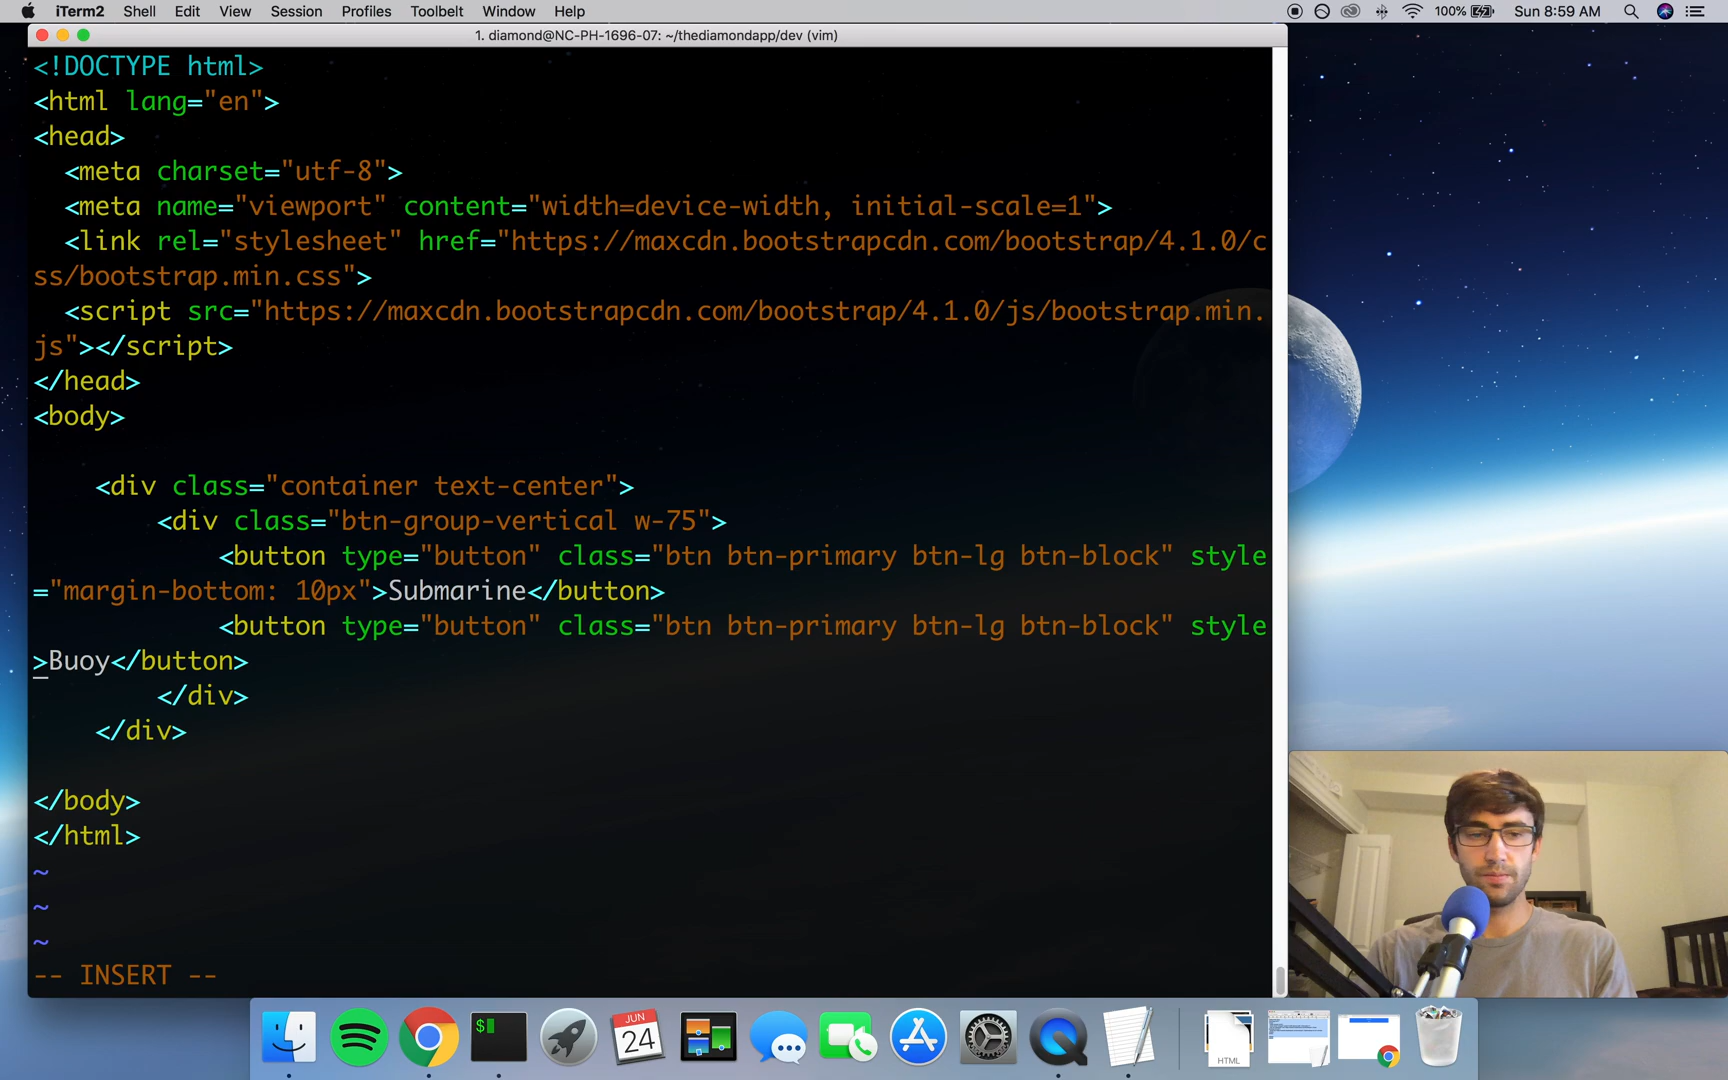 iTerm2 Shell Edit View Session Profiles Toolbelt Window Help 100% Sun 8:59 AM
1. diamond@NC-PH-1696-07: ~/thediamondapp/dev (vim)
<!DOCTYPE html>
<html lang="en">
<head>
  <meta charset="utf-8">
  <meta name="viewport" content="width=device-width, initial-scale=1">
  <link rel="stylesheet" href="https://maxcdn.bootstrapcdn.com/bootstrap/4.1.0/c
ss/bootstrap.min.css">
  <script src="https://maxcdn.bootstrapcdn.com/bootstrap/4.1.0/js/bootstrap.min.
js"></script>
</head>
<body>
    <div class="container text-center">
        <div class="btn-group-vertical w-75">
            <button type="button" class="btn btn-primary btn-lg btn-block" style
="margin-bottom: 10px">Submarine</button>
            <button type="button" class="btn btn-primary btn-lg btn-block" style
>Buoy</button>
        </div>
    </div>
</body>
</html>
~
~
~
-- INSERT --
$
JUN
24
HTML